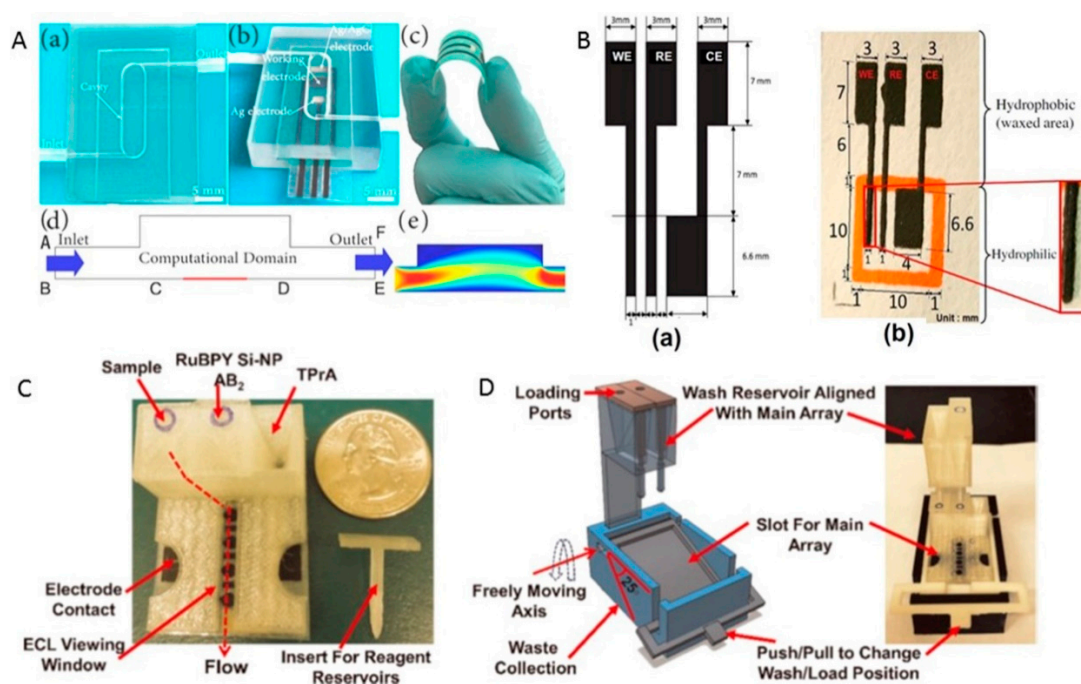 A
(a)
Outlet
Cavity
Inlet
(b)
Ag/AgCl
electrode
Working
electrode
Ag electrode
5 mm
5 mm
(c)
(d)
A
Inlet
Outlet
F
Computational Domain
B
C
D
E
(e)
B
3mm
3mm
3mm
WE
RE
CE
7 mm
7mm
6.6 mm
1
(a)
3
3
3
WE
RE
CE
7
6
Hydrophobic
(waxed area)
1
10
6.6
Hydrophilic
1
1
4
1
1
10
1
Unit : mm
(b)
C
Sample
RuBPY Si-NP
AB2
TPrA
Electrode
Contact
ECL Viewing
Window
Flow
Insert For Reagent
Reservoirs
D
Loading
Ports
Wash Reservoir Aligned
With Main Array
Slot For Main
Array
Freely Moving
Axis
25°
Waste
Collection
Push/Pull to Change
Wash/Load Position